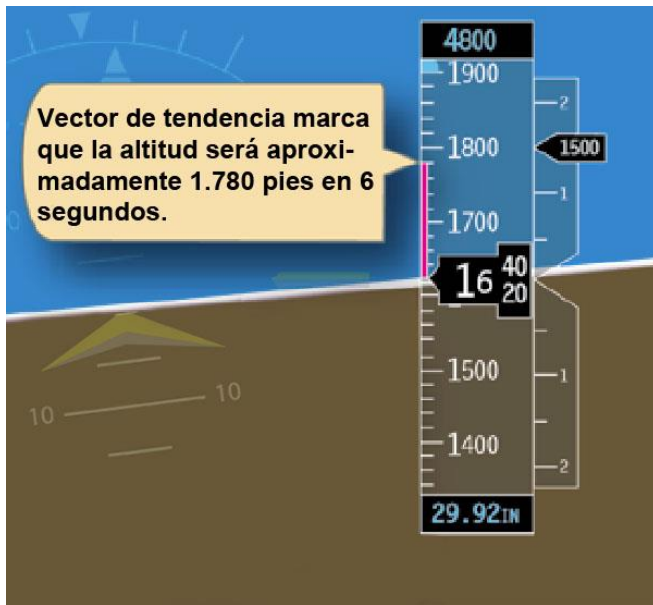 4800
1900
Vector de tendencia marca
que la altitud será aproxi-
madamente 1.780 pies en 6
segundos.
2
1800
1500
1
1700
16 40
20
1500
1
10 10
1400
2
29.92IN